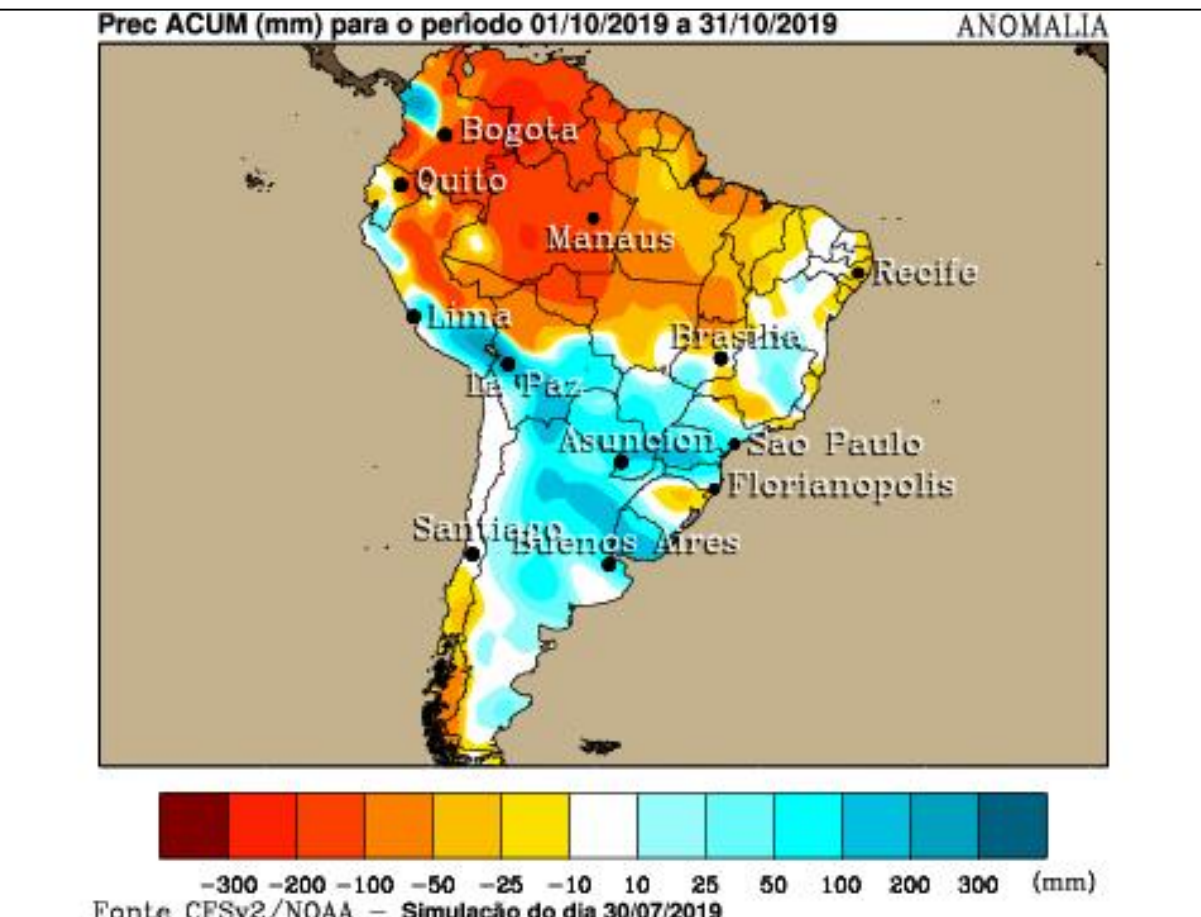 Prec ACUM (mm) para o período 01/10/2019 a 31/10/2019 ANOMALIA
Bogota
Quito
Manaus
Recife
Lima
Brasilia
la Paz
Asuncion
Sao Paulo
Florianopolis
Santiago
Buenos Aires
-300 -200 -100 -50 -25 -10 10 25 50 100 200 300 (mm)
Fonte CFSv2/NOAA – Simulação do dia 30/07/2019